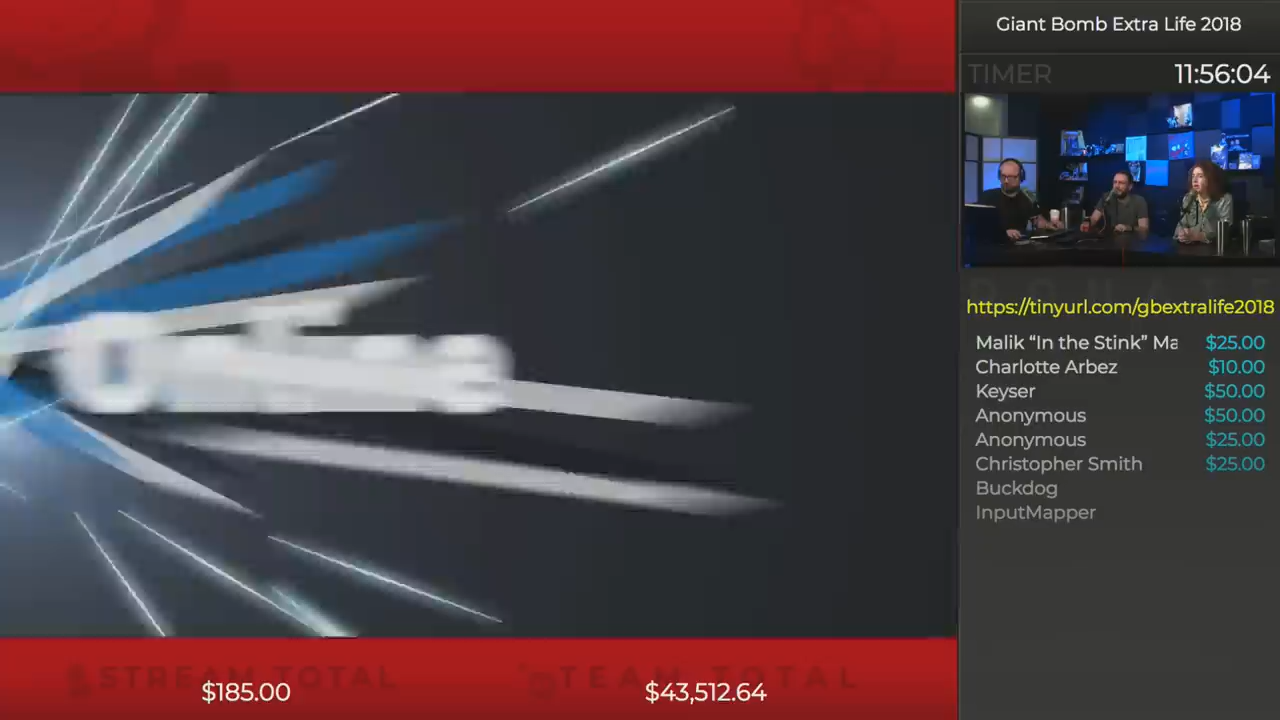 Giant Bomb Extra Life 2018
TIMER 11:56:04
https://tinyurl.com/gbextralife2018
Malik “In the Stink” Ma $25.00
Charlotte Arbez $10.00
Keyser $50.00
Anonymous $50.00
Anonymous $25.00
Christopher Smith $25.00
Buckdog
InputMapper
STREAM TOTAL TEAM TOTAL
$185.00 $43,512.64